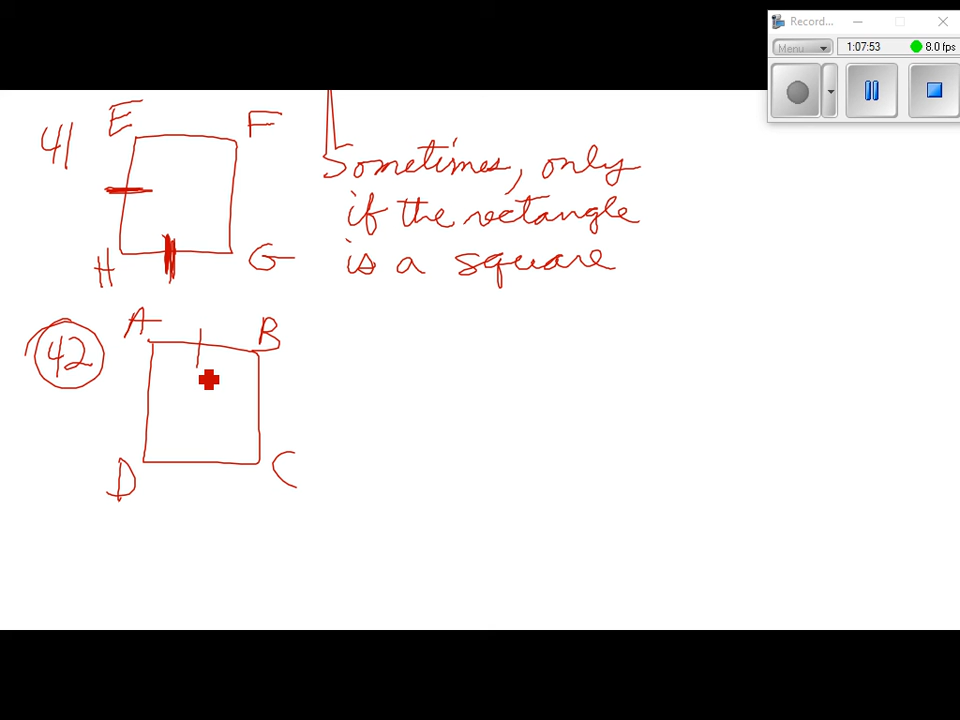 Record...
Menu
1:07:53
8.0 fps
41
E
F
H
G
Sometimes, only
if the rectangle
is a square
42
A
B
D
C